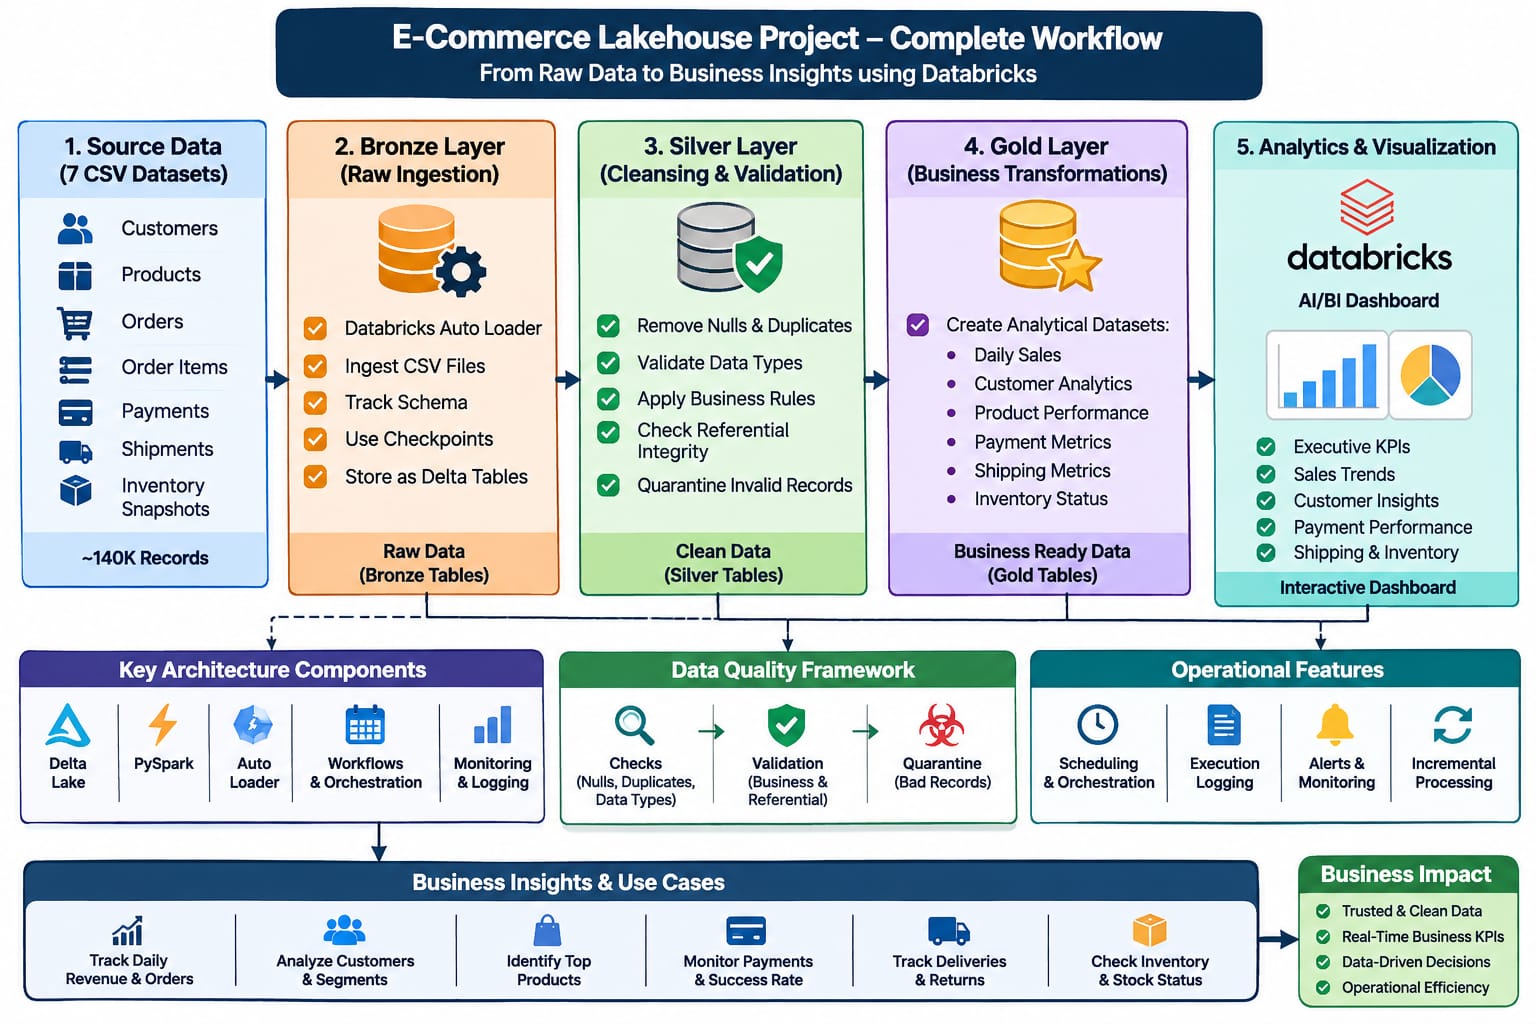 E-Commerce Lakehouse Project – Complete Workflow
From Raw Data to Business Insights using Databricks
1. Source Data
(7 CSV Datasets)
Customers
Products
Orders
Order Items
Payments
Shipments
Inventory
Snapshots
~140K Records
2. Bronze Layer
(Raw Ingestion)
Databricks Auto Loader
Ingest CSV Files
Track Schema
Use Checkpoints
Store as Delta Tables
Raw Data
(Bronze Tables)
3. Silver Layer
(Cleansing & Validation)
Remove Nulls & Duplicates
Validate Data Types
Apply Business Rules
Check Referential
Integrity
Quarantine Invalid Records
Clean Data
(Silver Tables)
4. Gold Layer
(Business Transformations)
Create Analytical Datasets:
• Daily Sales
• Customer Analytics
• Product Performance
• Payment Metrics
• Shipping Metrics
• Inventory Status
Business Ready Data
(Gold Tables)
5. Analytics & Visualization
databricks
AI/BI Dashboard
Executive KPIs
Sales Trends
Customer Insights
Payment Performance
Shipping & Inventory
Interactive Dashboard
Key Architecture Components
Delta
Lake
PySpark
Auto
Loader
Workflows
& Orchestration
Monitoring
& Logging
Data Quality Framework
Checks
(Nulls, Duplicates,
Data Types)
Validation
(Business &
Referential)
Quarantine
(Bad Records)
Operational Features
Scheduling
& Orchestration
Execution
Logging
Alerts &
Monitoring
Incremental
Processing
Business Insights & Use Cases
Track Daily
Revenue & Orders
Analyze Customers
& Segments
Identify Top
Products
Monitor Payments
& Success Rate
Track Deliveries
& Returns
Check Inventory
& Stock Status
Business Impact
Trusted & Clean Data
Real-Time Business KPIs
Data-Driven Decisions
Operational Efficiency